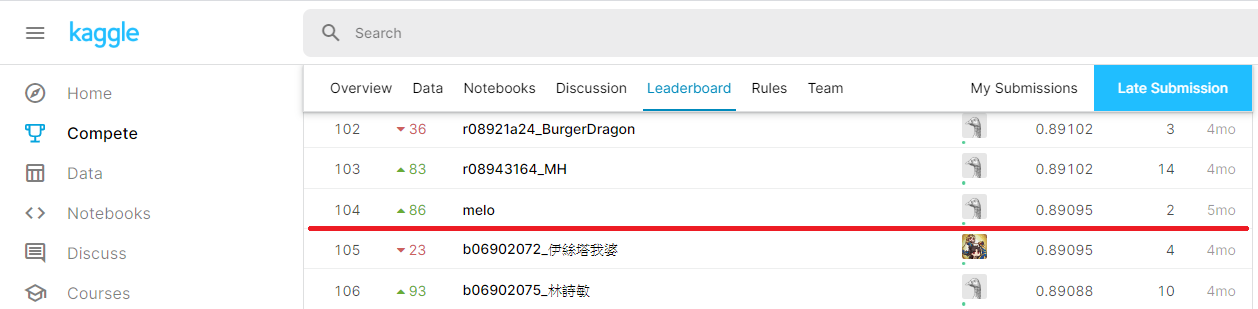 kaggle
Search
Overview Data Notebooks Discussion Leaderboard Rules Team My Submissions Late Submission
Home
Compete
Data
Notebooks
Discuss
Courses
102 36 r08921a24_BurgerDragon 0.89102 3 4mo
103 83 r08943164_MH 0.89102 14 4mo
104 86 melo 0.89095 2 5mo
105 23 b06902072_伊絲塔我婆 0.89095 4 4mo
106 93 b06902075_林詩敏 0.89088 10 4mo